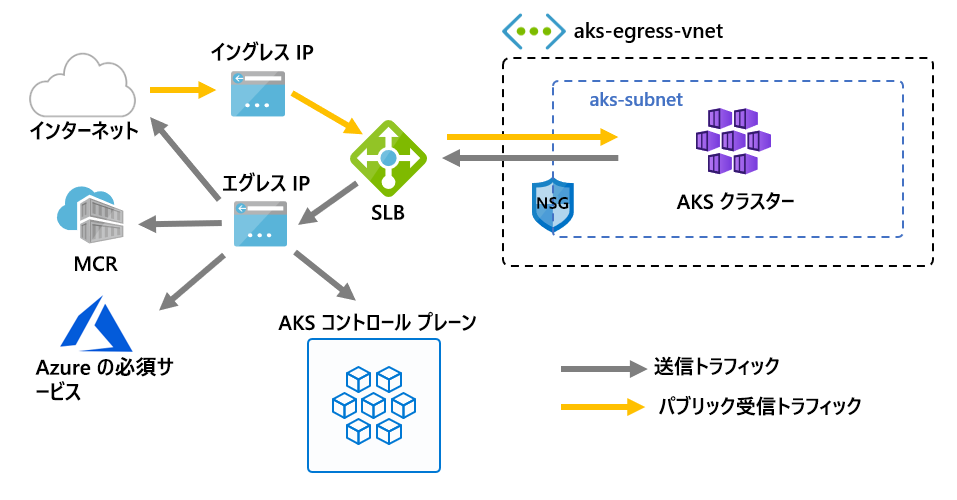 aks-egress-vnet
イングレス IP
aks-subnet
インターネット
エグレス IP
NSG
AKS クラスター
SLB
MCR
AKS コントロール プレーン
Azure の必須サ
ービス
送信トラフィック
パブリック受信トラフィック